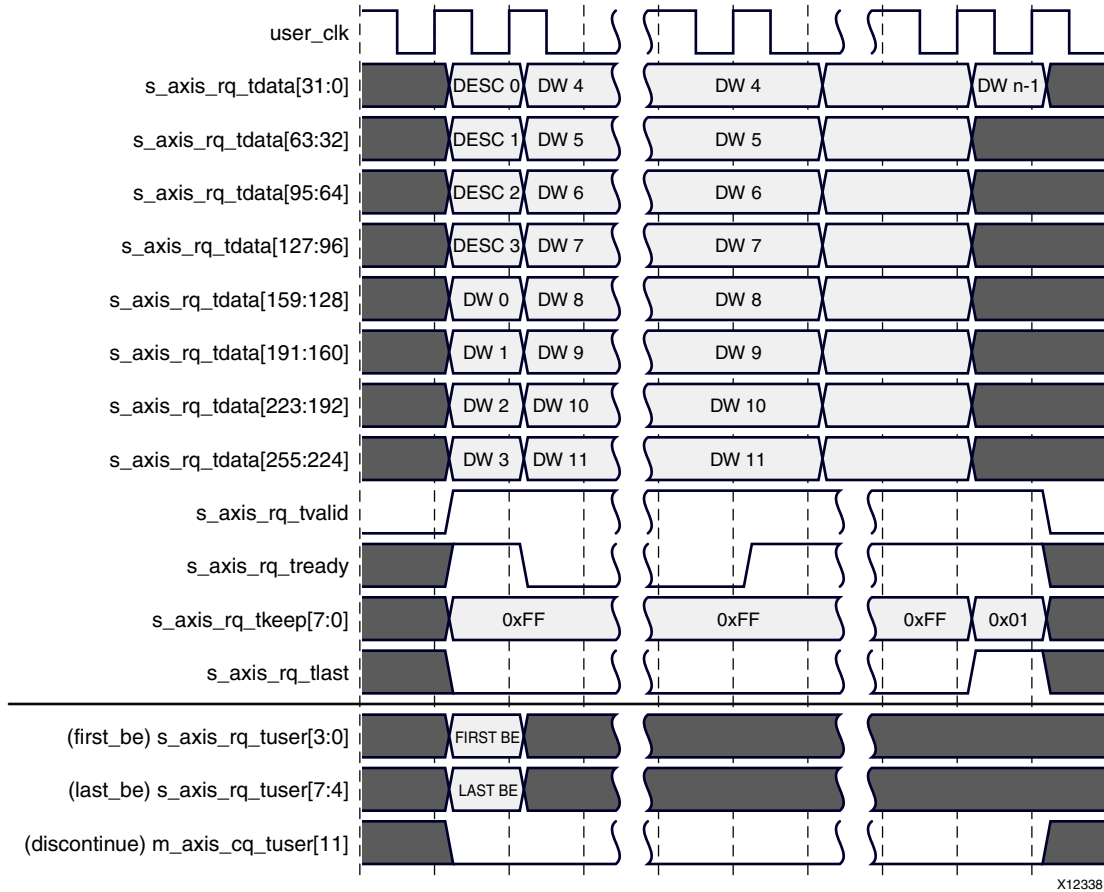 user_clk
s_axis_rq_tdata[31:0] DESC 0 DW 4 DW 4 DW n-1
s_axis_rq_tdata[63:32] DESC 1 DW 5 DW 5
s_axis_rq_tdata[95:64] DESC 2 DW 6 DW 6
s_axis_rq_tdata[127:96] DESC 3 DW 7 DW 7
s_axis_rq_tdata[159:128] DW 0 DW 8 DW 8
s_axis_rq_tdata[191:160] DW 1 DW 9 DW 9
s_axis_rq_tdata[223:192] DW 2 DW 10 DW 10
s_axis_rq_tdata[255:224] DW 3 DW 11 DW 11
s_axis_rq_tvalid
s_axis_rq_tready
s_axis_rq_tkeep[7:0] 0xFF 0xFF 0xFF 0x01
s_axis_rq_tlast
(first_be) s_axis_rq_tuser[3:0] FIRST BE
(last_be) s_axis_rq_tuser[7:4] LAST BE
(discontinue) m_axis_cq_tuser[11]
X12338